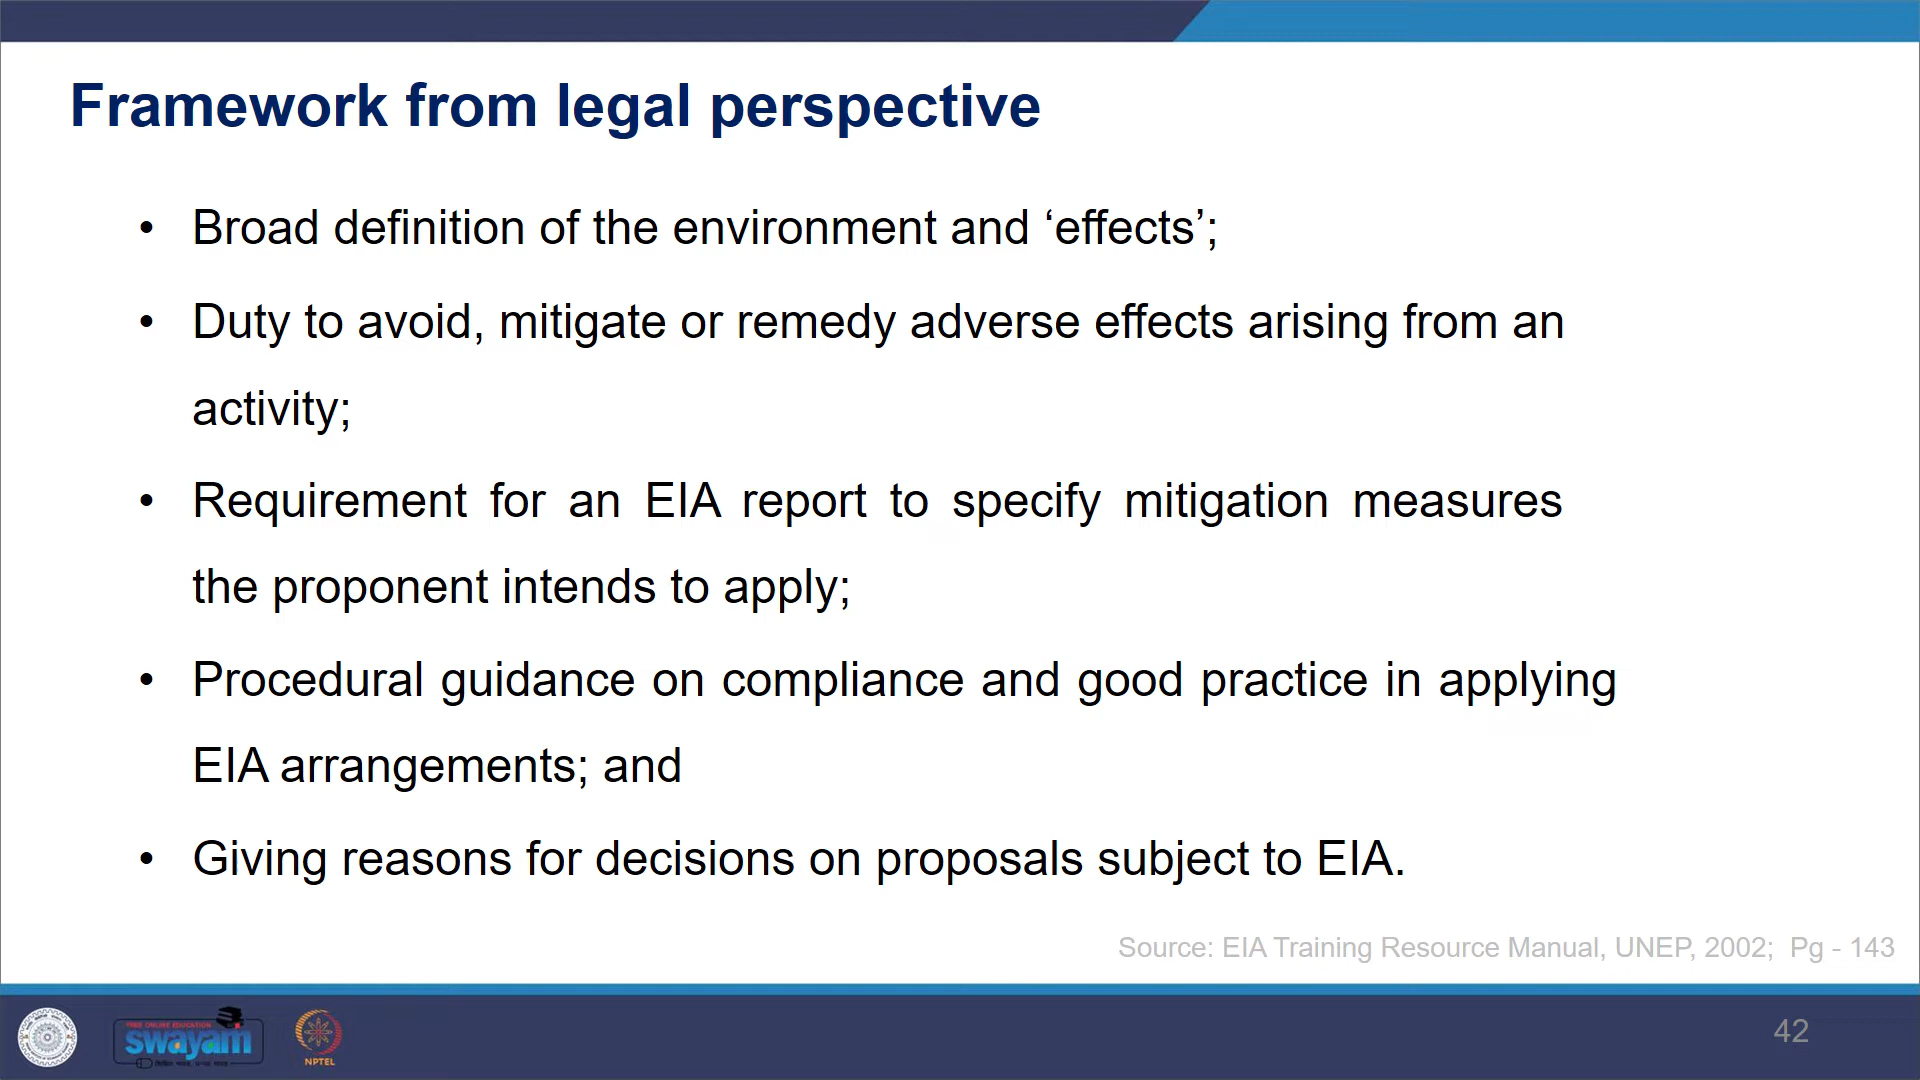 Framework from legal perspective
• Broad definition of the environment and ‘effects’;
• Duty to avoid, mitigate or remedy adverse effects arising from an
activity;
• Requirement for an EIA report to specify mitigation measures
the proponent intends to apply;
• Procedural guidance on compliance and good practice in applying
EIA arrangements; and
• Giving reasons for decisions on proposals subject to EIA.
Source: EIA Training Resource Manual, UNEP, 2002; Pg - 143
FREE ONLINE EDUCATION
swayam
NPTEL
42